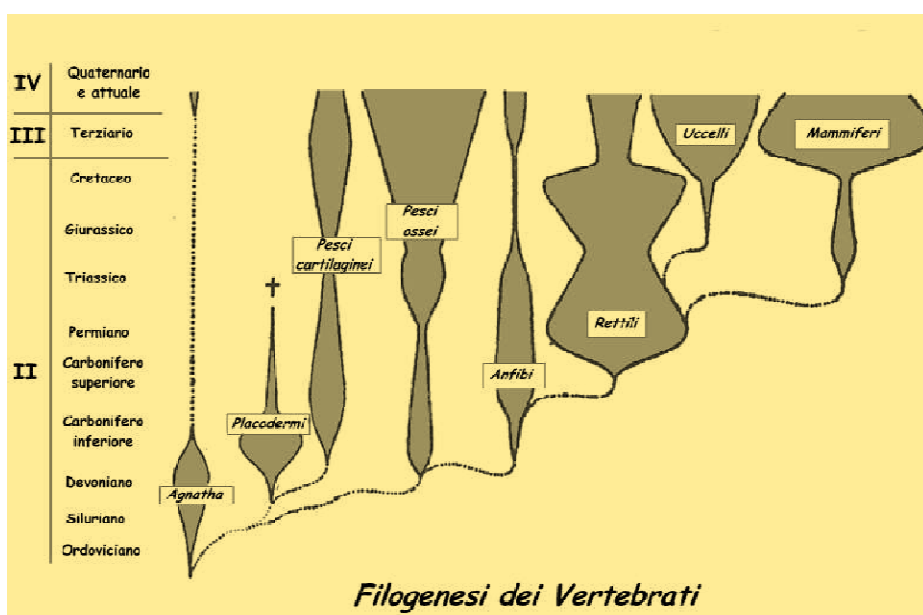 IV
Quaternario
e attuale
III
Terziario
Uccelli
Mammiferi
Cretaceo
Giurassico
Pesci
ossei
Pesci
cartilaginei
Triassico
Permiano
Rettili
II
Carbonifero
superiore
Anfibi
Carbonifero
inferiore
Placodermi
Devoniano
Agnatha
Siluriano
Ordoviciano
Filogenesi dei Vertebrati